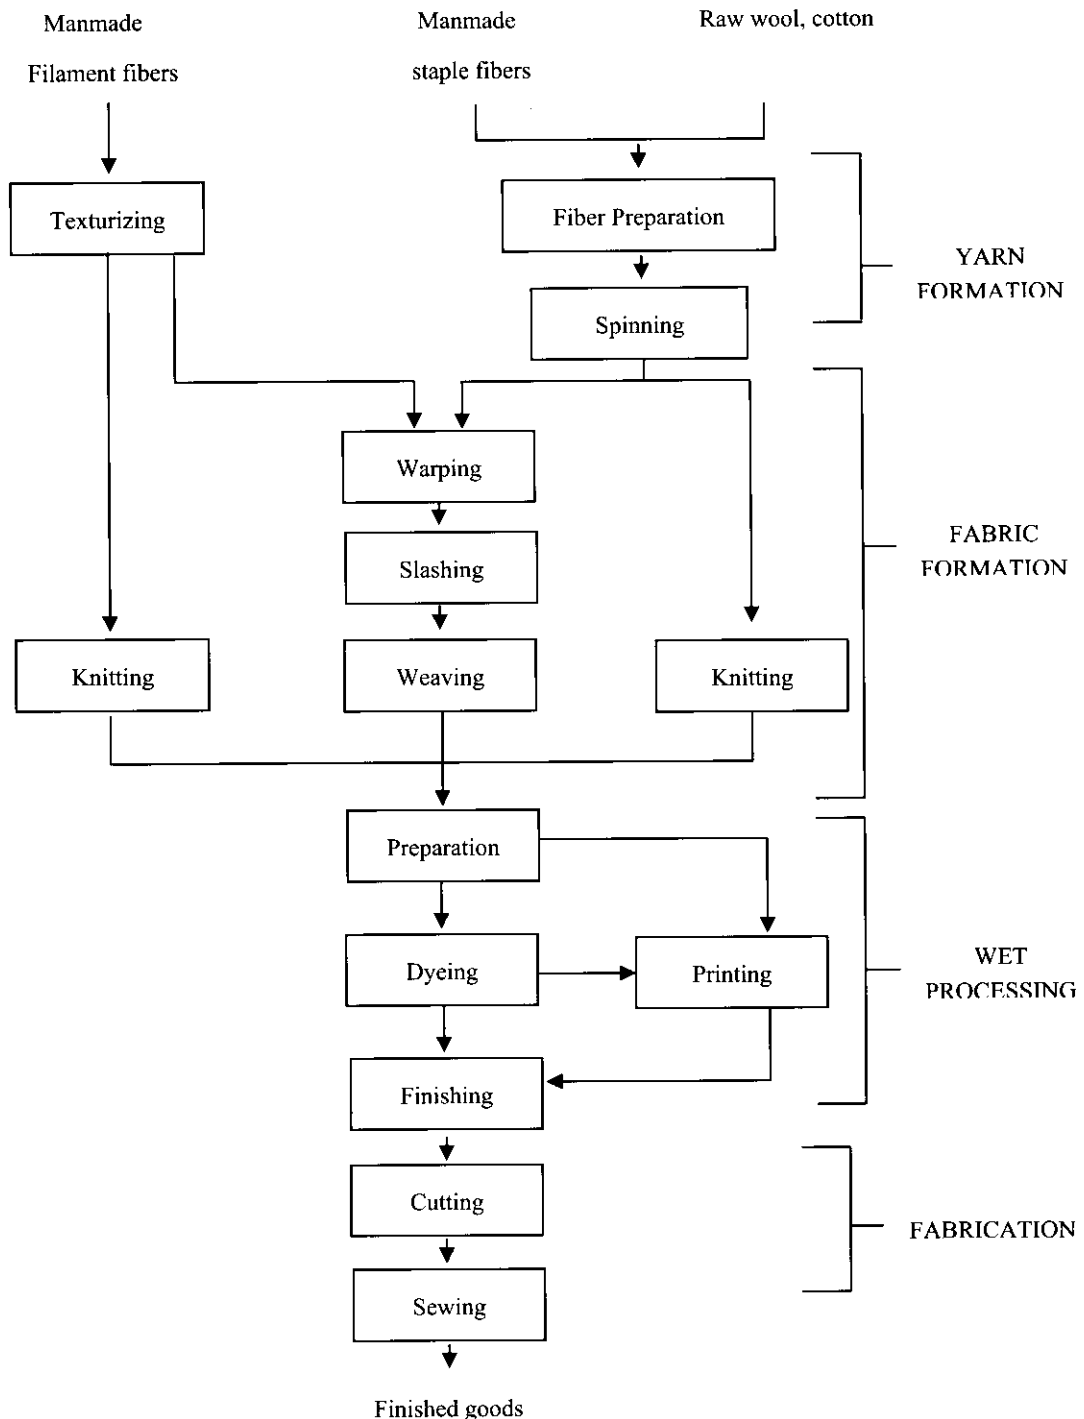 Manmade
Filament fibers
Manmade
staple fibers
Raw wool, cotton
Texturizing
Fiber Preparation
YARN
FORMATION
Spinning
Warping
Slashing
FABRIC
FORMATION
Knitting
Weaving
Knitting
Preparation
Dyeing
Printing
WET
PROCESSING
Finishing
Cutting
FABRICATION
Sewing
Finished goods